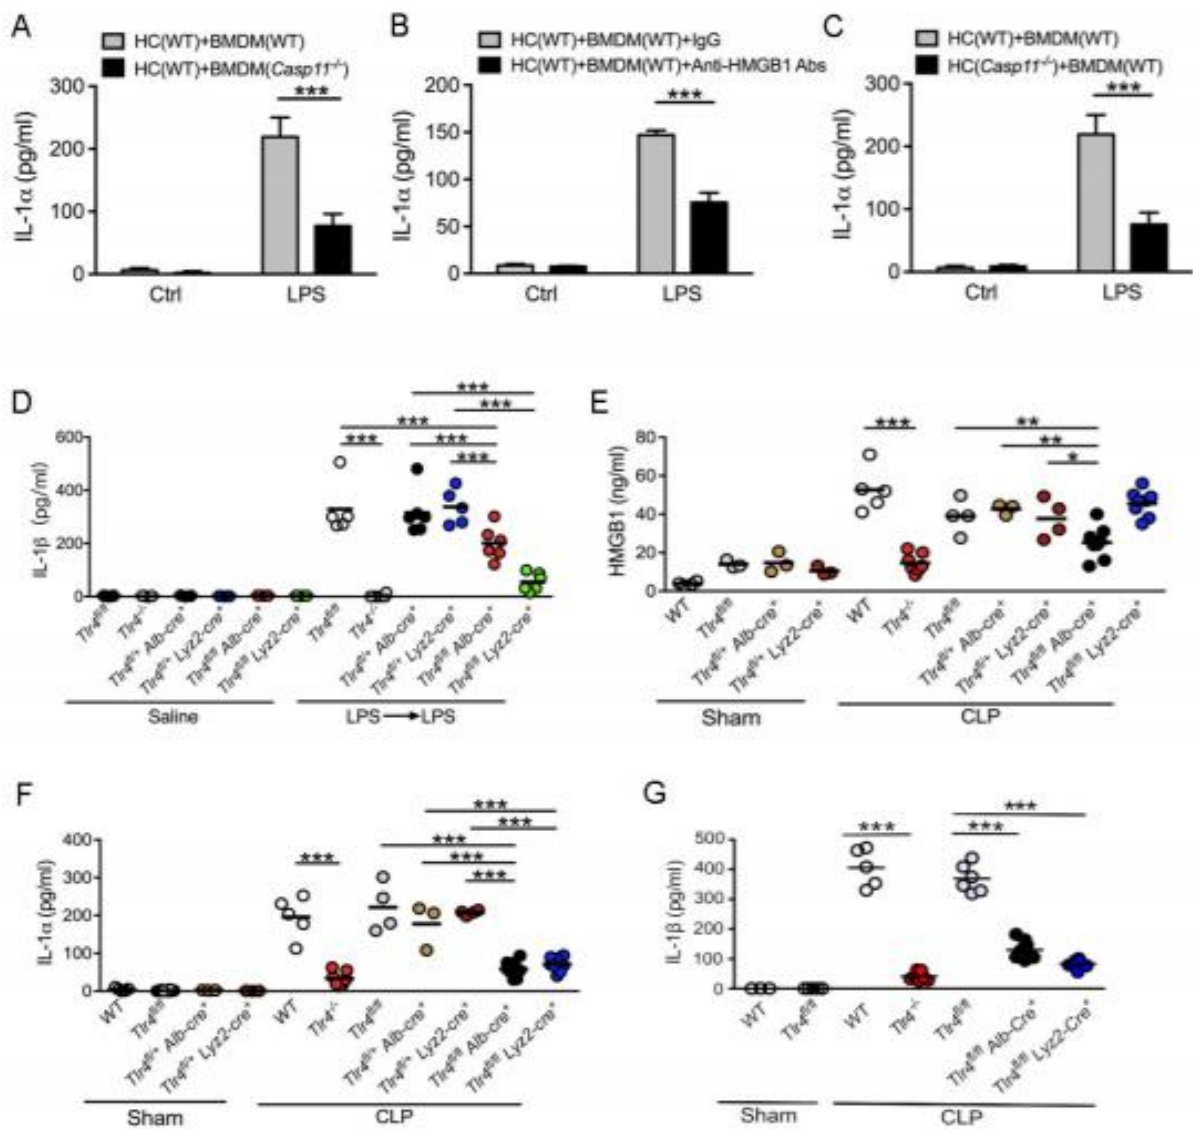 A
HC(WT)+BMDM(WT)
HC(WT)+BMDM(Casp11-/-)
IL-1α (pg/ml)
300
200
100
0
***
Ctrl
LPS
B
HC(WT)+BMDM(WT)+IgG
HC(WT)+BMDM(WT)+Anti-HMGB1 Abs
IL-1α (pg/ml)
200
150
100
50
0
***
Ctrl
LPS
C
HC(WT)+BMDM(WT)
HC(Casp11-/-)+BMDM(WT)
IL-1α (pg/ml)
300
200
100
0
***
Ctrl
LPS
D
IL-1β (pg/ml)
600
400
200
0
***
***
***
***
***
***
Tlr4fl/fl
Tlr4-/-
Tlr4fl/+ Alb-cre+
Tlr4fl/+ Lyz2-cre+
Tlr4fl/fl Alb-cre+
Tlr4fl/fl Lyz2-cre+
Tlr4fl/fl
Tlr4-/-
Tlr4fl/+ Alb-cre+
Tlr4fl/+ Lyz2-cre+
Tlr4fl/fl Alb-cre+
Tlr4fl/fl Lyz2-cre+
Saline
LPS→LPS
E
HMGB1 (ng/ml)
80
60
40
20
0
***
**
**
*
WT
Tlr4fl/fl
Tlr4fl/+ Alb-cre+
Tlr4fl/+ Lyz2-cre+
WT
Tlr4-/-
Tlr4fl/fl
Tlr4fl/+ Alb-cre+
Tlr4fl/+ Lyz2-cre+
Tlr4fl/fl Alb-cre+
Tlr4fl/fl Lyz2-cre+
Sham
CLP
F
IL-1α (pg/ml)
400
300
200
100
0
***
***
***
***
***
***
WT
Tlr4fl/fl
Tlr4fl/+ Alb-cre+
Tlr4fl/+ Lyz2-cre+
WT
Tlr4-/-
Tlr4fl/fl
Tlr4fl/+ Alb-cre+
Tlr4fl/+ Lyz2-cre+
Tlr4fl/fl Alb-cre+
Tlr4fl/fl Lyz2-cre+
Sham
CLP
G
IL-1β (pg/ml)
500
400
300
200
100
0
***
***
***
WT
Tlr4fl/fl
WT
Tlr4-/-
Tlr4fl/fl
Tlr4fl/fl Alb-Cre+
Tlr4fl/fl Lyz2-Cre+
Sham
CLP